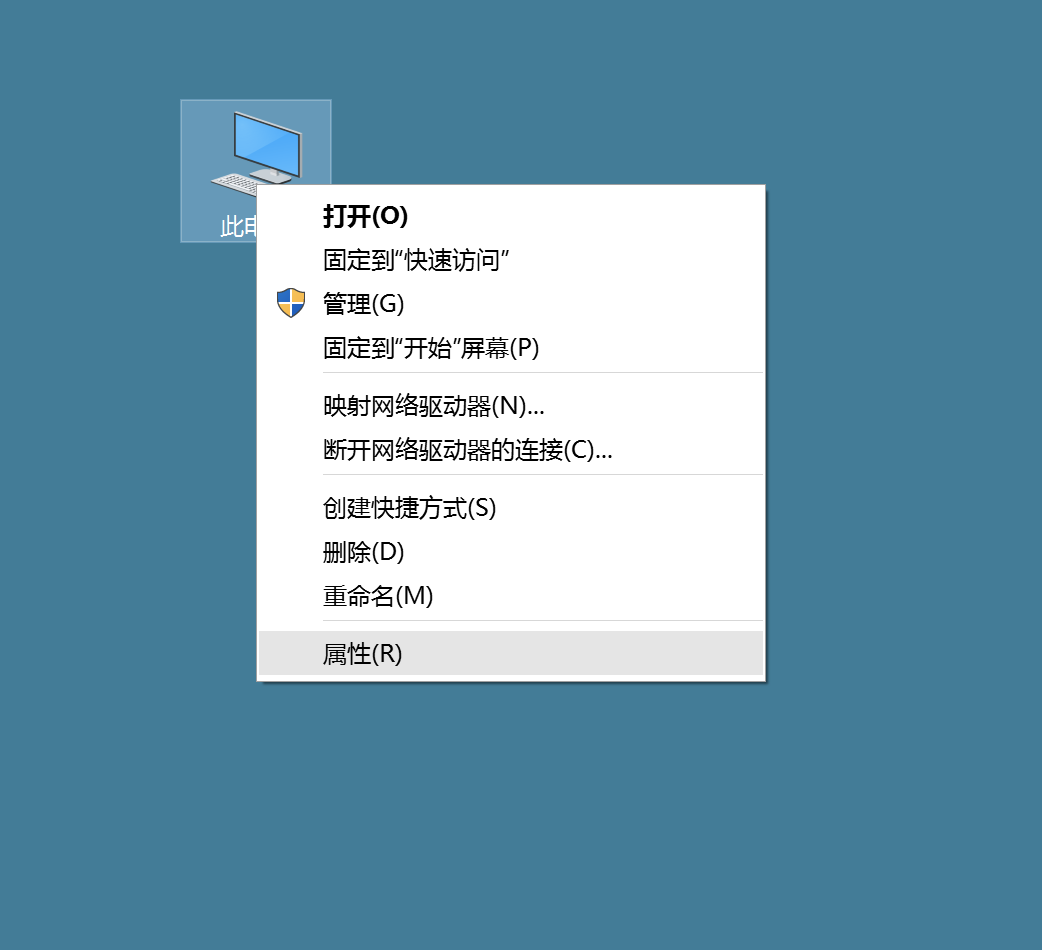 此电
打开(O)
固定到“快速访问”
管理(G)
固定到“开始”屏幕(P)
映射网络驱动器(N)...
断开网络驱动器的连接(C)...
创建快捷方式(S)
删除(D)
重命名(M)
属性(R)